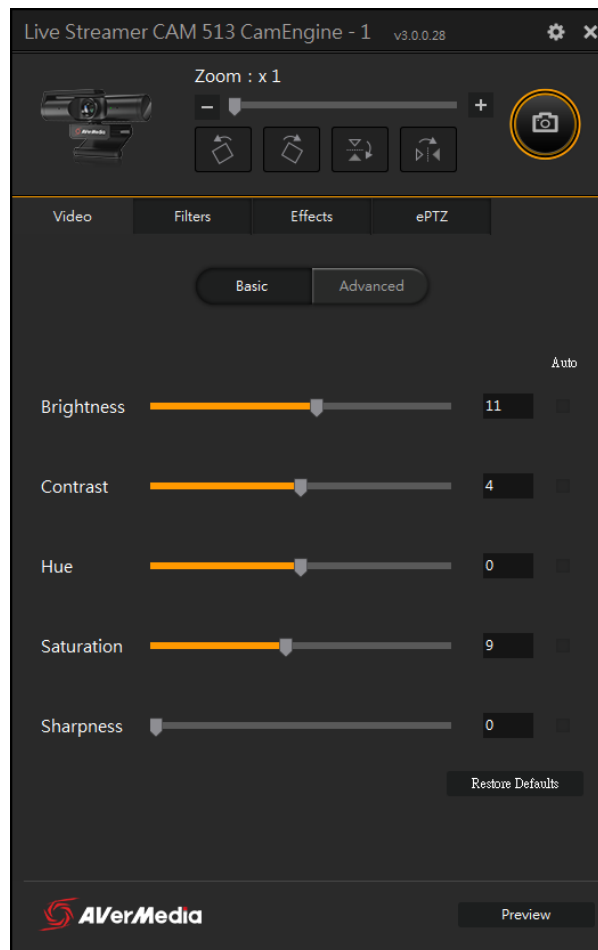 Live Streamer CAM 513 CamEngine - 1 v3.0.0.28
Zoom : x 1
Video Filters Effects ePTZ
Basic Advanced
Auto
Brightness 11
Contrast 4
Hue 0
Saturation 9
Sharpness 0
Restore Defaults
AVerMedia Preview